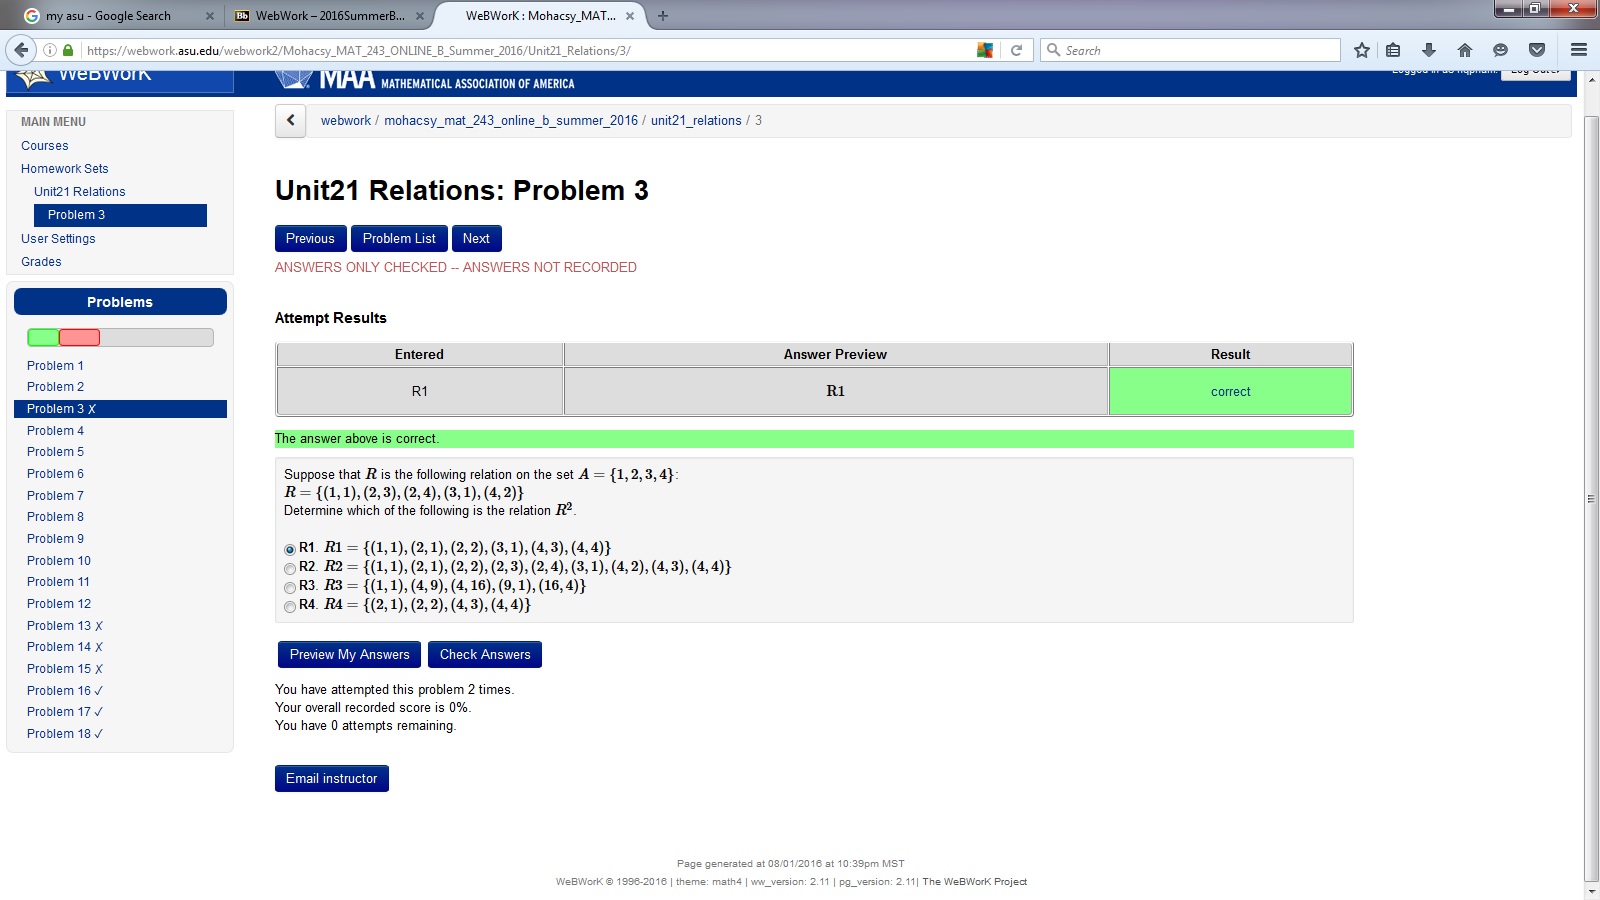 my asu - Google Search
WebWork – 2016SummerB...
WeBWorK : Mohacsy_MAT...
https://webwork.asu.edu/webwork2/Mohacsy_MAT_243_ONLINE_B_Summer_2016/Unit21_Relations/3/
Search
WeBWorK
MAA MATHEMATICAL ASSOCIATION OF AMERICA
Logged in as
MAIN MENU
Courses
Homework Sets
Unit21 Relations
Problem 3
User Settings
Grades
Problems
Problem 1
Problem 2
Problem 3 ✗
Problem 4
Problem 5
Problem 6
Problem 7
Problem 8
Problem 9
Problem 10
Problem 11
Problem 12
Problem 13 ✗
Problem 14 ✗
Problem 15 ✗
Problem 16 ✓
Problem 17 ✓
Problem 18 ✓
webwork / mohacsy_mat_243_online_b_summer_2016 / unit21_relations / 3
Unit21 Relations: Problem 3
Previous Problem List Next
ANSWERS ONLY CHECKED -- ANSWERS NOT RECORDED
Attempt Results
Entered Answer Preview Result
R1 R1 correct
The answer above is correct.
Suppose that R is the following relation on the set A = {1, 2, 3, 4}:
R = {(1, 1), (2, 3), (2, 4), (3, 1), (4, 2)}
Determine which of the following is the relation R².
R1. R1 = {(1, 1), (2, 1), (2, 2), (3, 1), (4, 3), (4, 4)}
R2. R2 = {(1, 1), (2, 1), (2, 2), (2, 3), (2, 4), (3, 1), (4, 2), (4, 3), (4, 4)}
R3. R3 = {(1, 1), (4, 9), (4, 16), (9, 1), (16, 4)}
R4. R4 = {(2, 1), (2, 2), (4, 3), (4, 4)}
Preview My Answers Check Answers
You have attempted this problem 2 times.
Your overall recorded score is 0%.
You have 0 attempts remaining.
Email instructor
Page generated at 08/01/2016 at 10:39pm MST
WeBWorK © 1996-2016 | theme: math4 | ww_version: 2.11 | pg_version: 2.11| The WeBWorK Project